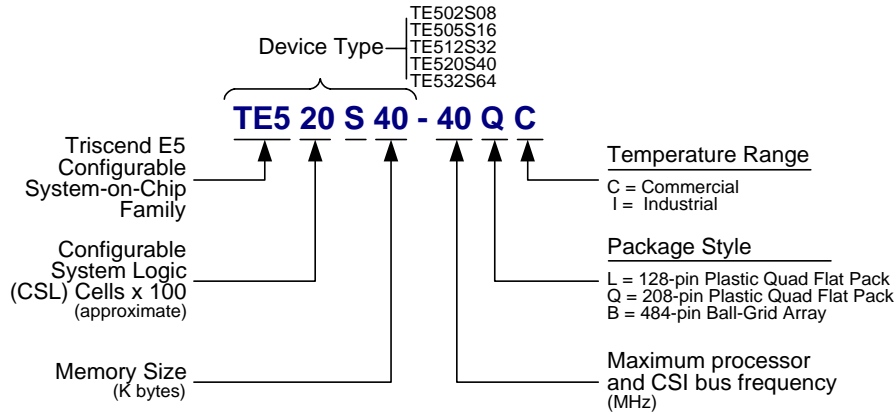 Device Type
TE502S08
TE505S16
TE512S32
TE520S40
TE532S64
TE5 20 S 40 - 40 Q C
Triscend E5
Configurable
System-on-Chip
Family
Configurable
System Logic
(CSL) Cells x 100
(approximate)
Memory Size
(K bytes)
Temperature Range
C = Commercial
I = Industrial
Package Style
L = 128-pin Plastic Quad Flat Pack
Q = 208-pin Plastic Quad Flat Pack
B = 484-pin Ball-Grid Array
Maximum processor
and CSI bus frequency
(MHz)